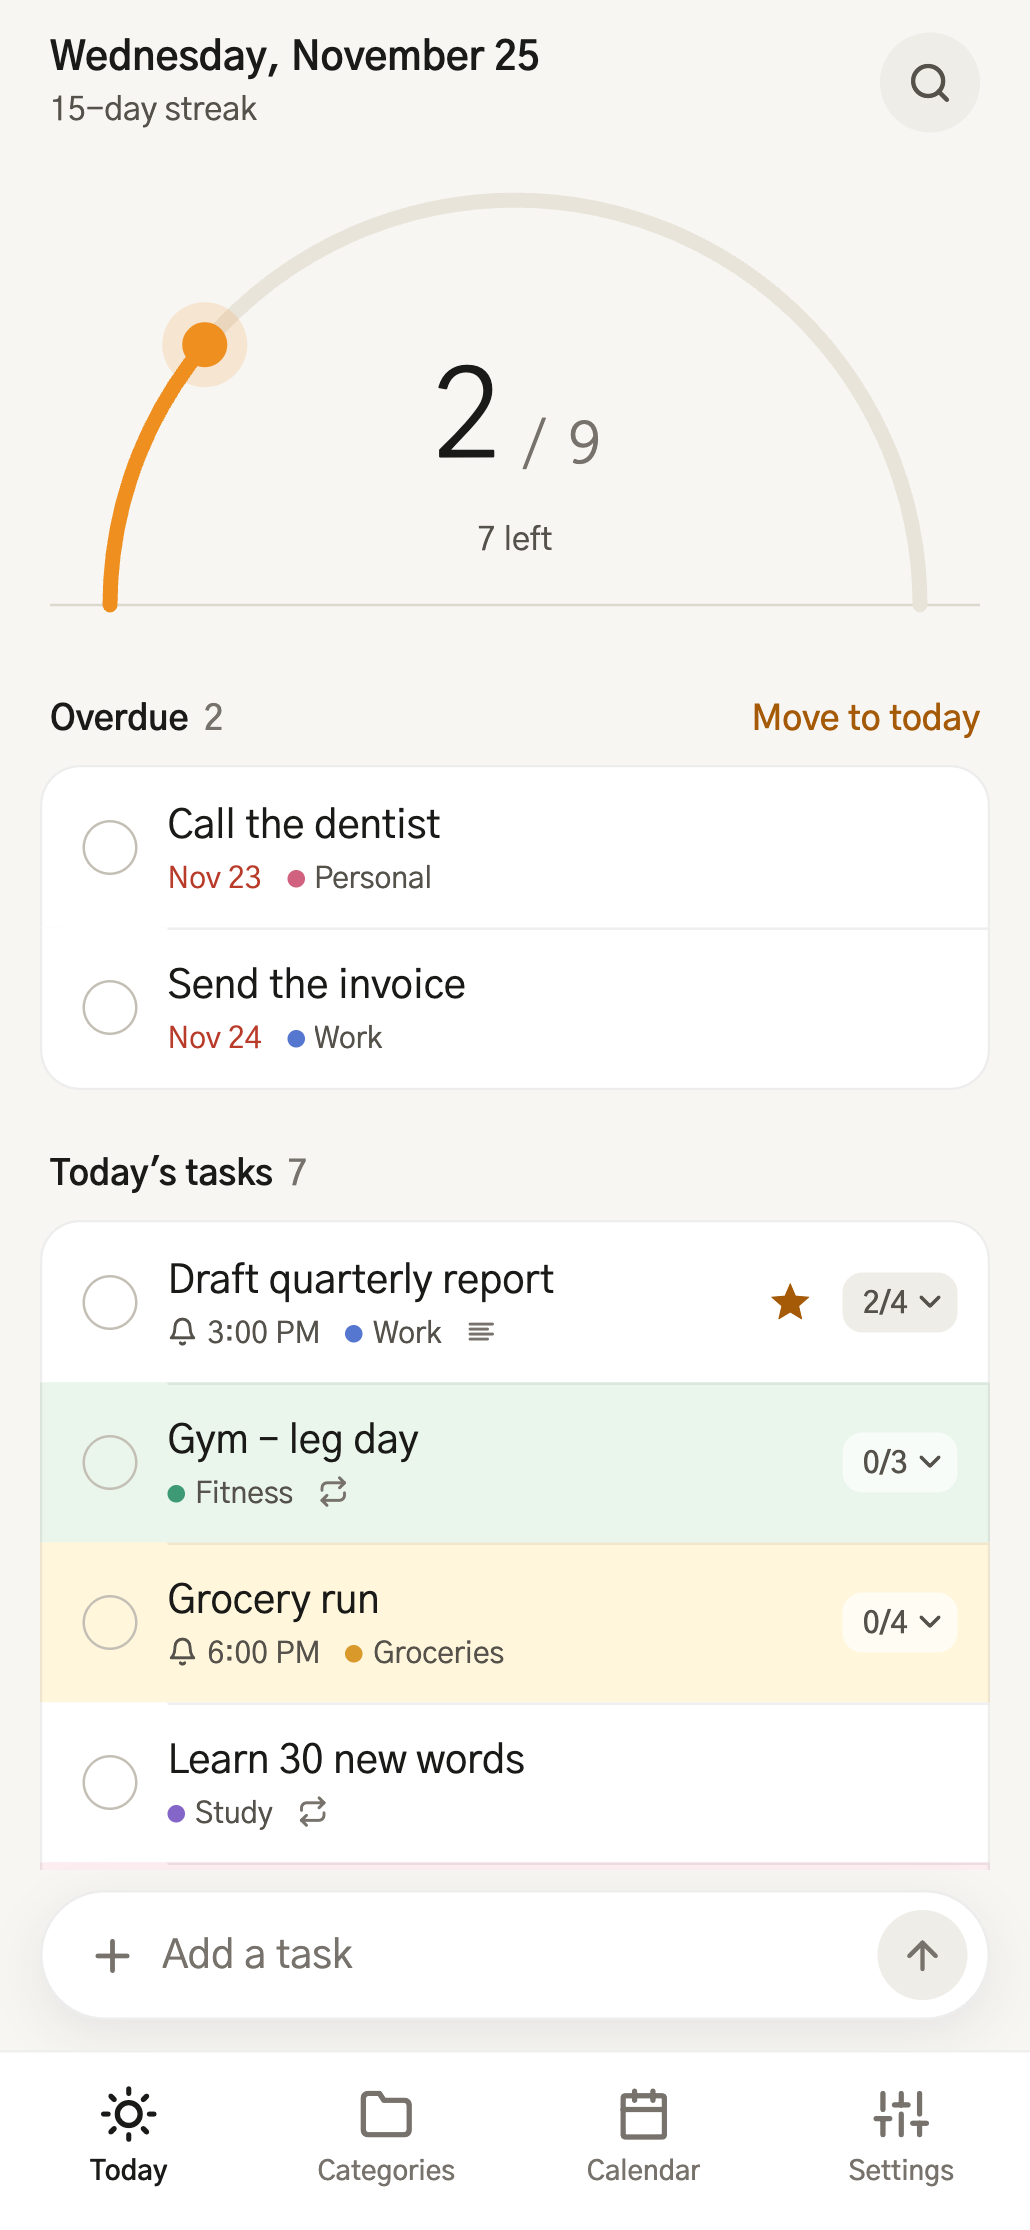 Wednesday, November 25
15-day streak
2 / 9
7 left
Overdue 2
Move to today
Call the dentist
Nov 23 Personal
Send the invoice
Nov 24 Work
Today's tasks 7
Draft quarterly report
3:00 PM Work
2/4
Gym – leg day
Fitness
0/3
Grocery run
6:00 PM Groceries
0/4
Learn 30 new words
Study
Add a task
Today Categories Calendar Settings